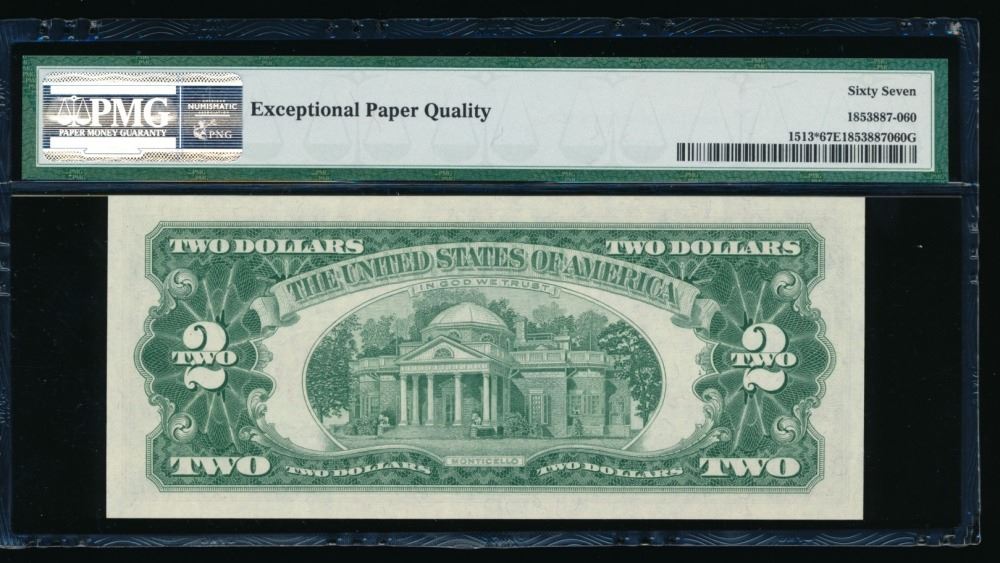 PMG
PAPER MONEY GUARANTY
NUMISMATIC
PNG
Exceptional Paper Quality
Sixty Seven
1853887-060
1513*67E1853887060G
TWO DOLLARS
TWO DOLLARS
THE UNITED STATES OF AMERICA
IN GOD WE TRUST
2
TWO
2
TWO
TWO
TWO DOLLARS
MONTICELLO
TWO DOLLARS
TWO